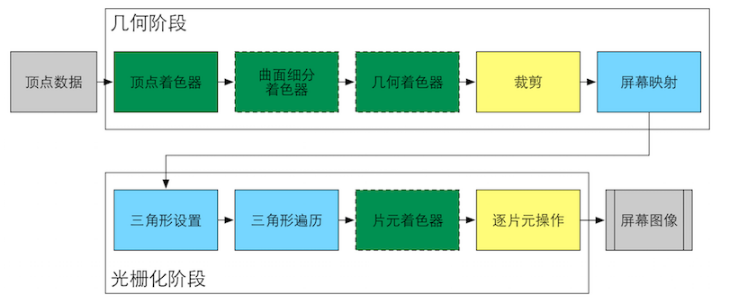 几何阶段
顶点数据
顶点着色器
曲面细分
着色器
几何着色器
裁剪
屏幕映射
三角形设置
三角形遍历
片元着色器
逐片元操作
屏幕图像
光栅化阶段